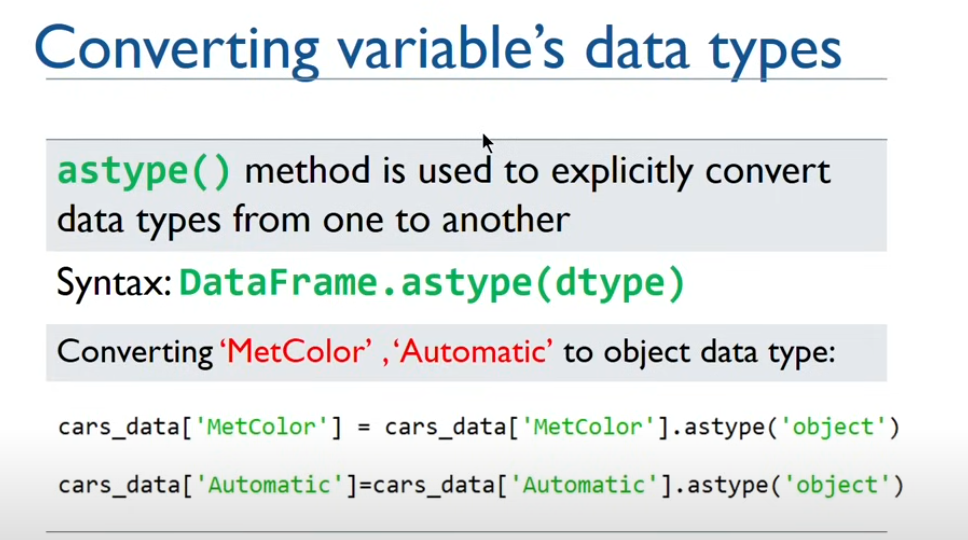 Converting variable's data types
astype() method is used to explicitly convert
data types from one to another
Syntax: DataFrame.astype(dtype)
Converting ‘MetColor’ ,‘Automatic’ to object data type:
cars_data['MetColor'] = cars_data['MetColor'].astype('object')
cars_data['Automatic']=cars_data['Automatic'].astype('object')